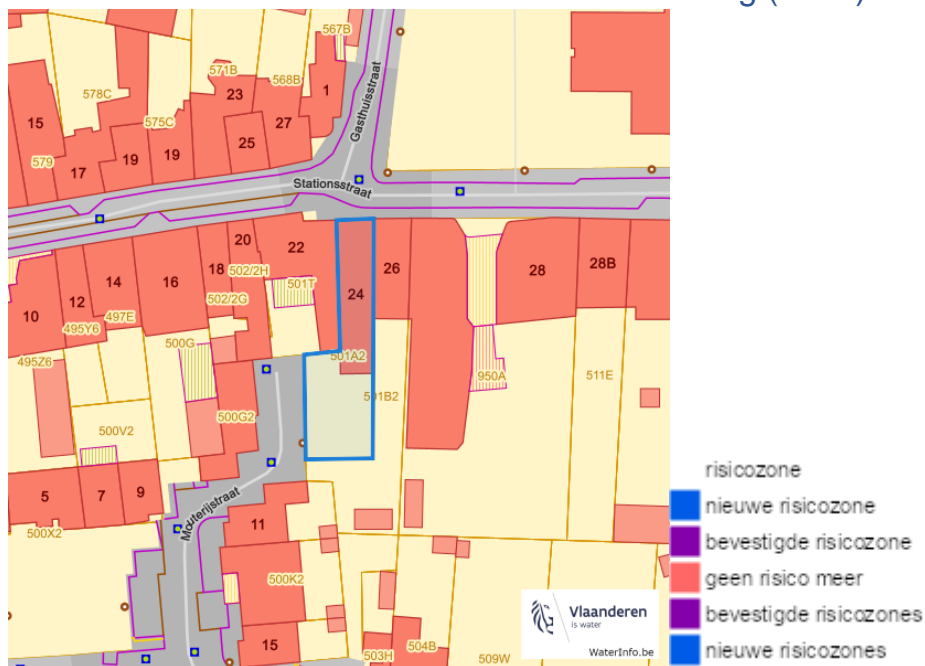 g (
)
567B
571B
578C
568B
23
1
Gasthuisstraat
15
575C
27
25
19
19
579
17
Stationsstraat
20
22
26
28
28B
18
502/2H
14
16
501T
24
12
10
502/2G
497E
495Y6
500G
501A2
495Z6
950A
511E
501B2
500G2
500V2
risicozone
5
7
9
Mouterijstraat
nieuwe risicozone
11
500X2
bevestigde risicozone
500K2
geen risico meer
Vlaanderen
is water
bevestigde risicozones
15
504B
WaterInfo.be
503H
509W
nieuwe risicozones